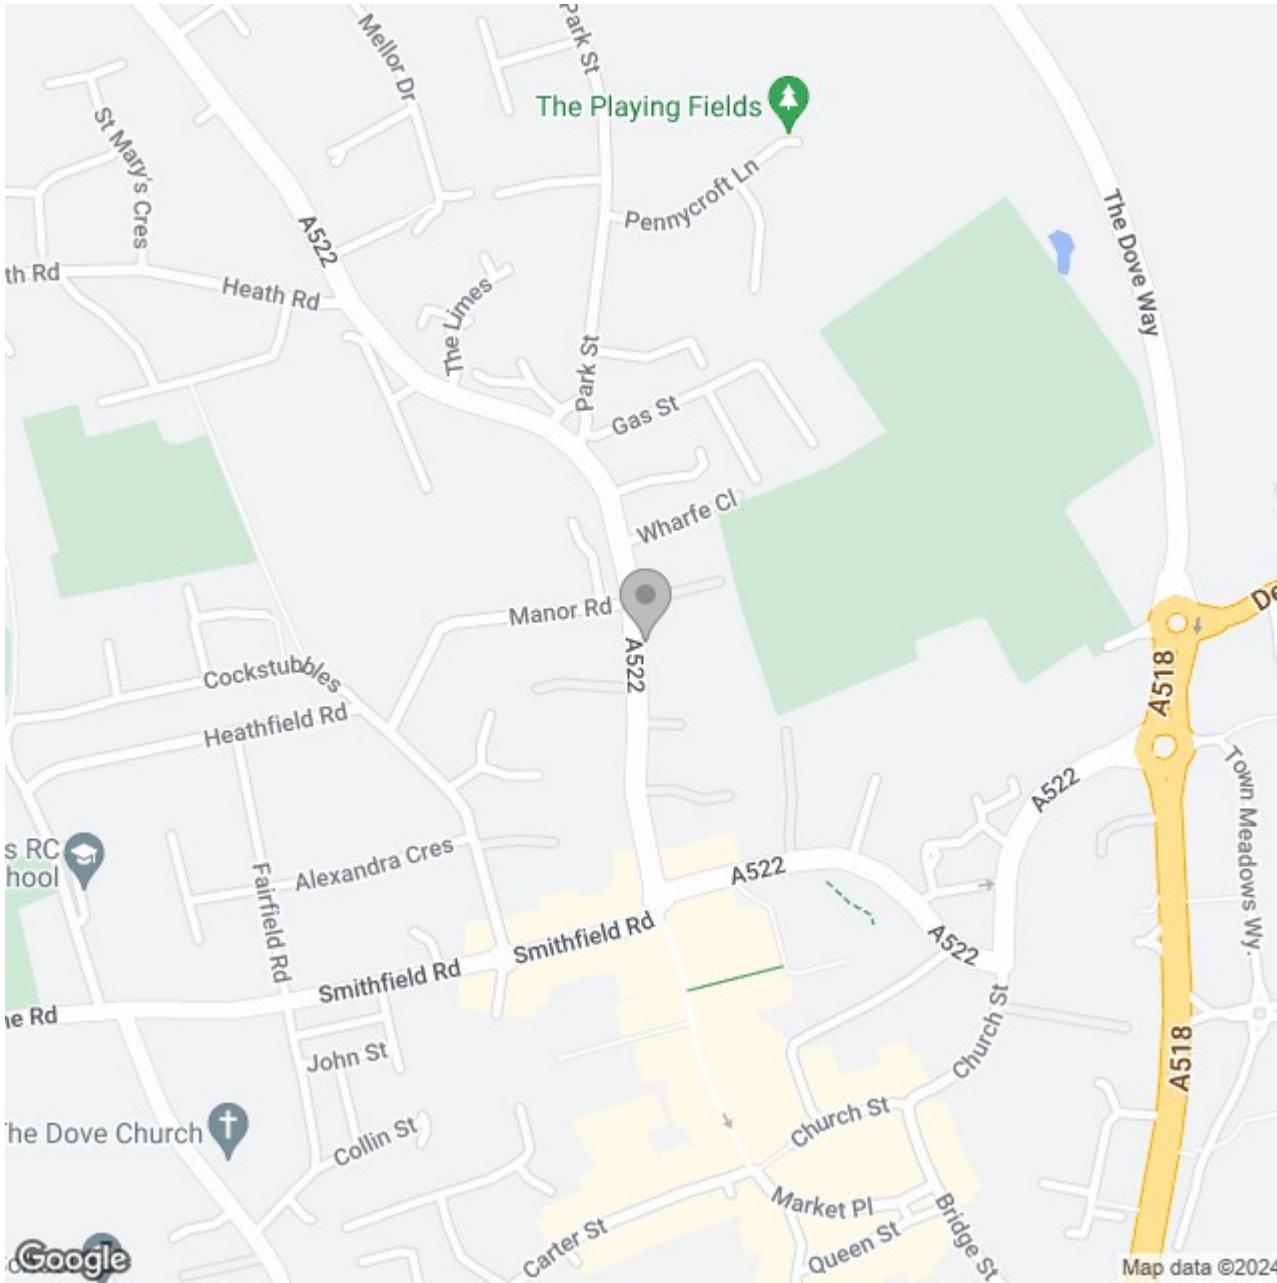 Park St
Mellor Dr
The Playing Fields
St Mary's Cres
Pennycroft Ln
The Dove Way
A522
th Rd
Heath Rd
The Limes
Park St
Gas St
Wharfe Cl
Manor Rd
De
A522
A518
Cockstubbles
Heathfield Rd
A522
Town Meadows Wy.
s RC
hool
Alexandra Cres
A522
Fairfield Rd
Smithfield Rd
A522
Smithfield Rd
ne Rd
Church St
John St
A518
The Dove Church
Church St
Collin St
Market Pl
Bridge St
Carter St
Queen St
Google
Map data ©2024